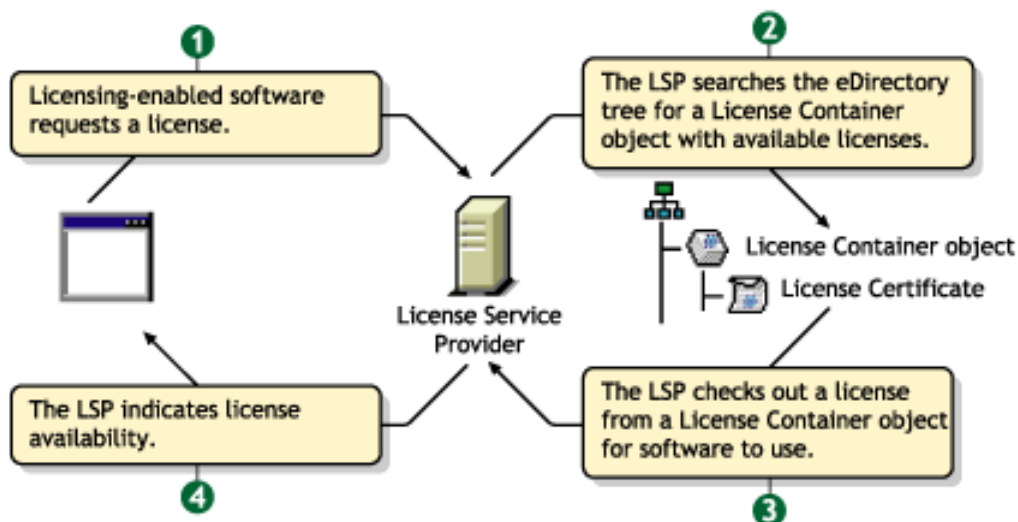 1
Licensing-enabled software
requests a license.
2
The LSP searches the eDirectory
tree for a License Container
object with available licenses.
License Container object
License Certificate
License Service
Provider
The LSP checks out a license
from a License Container object
for software to use.
3
The LSP indicates license
availability.
4